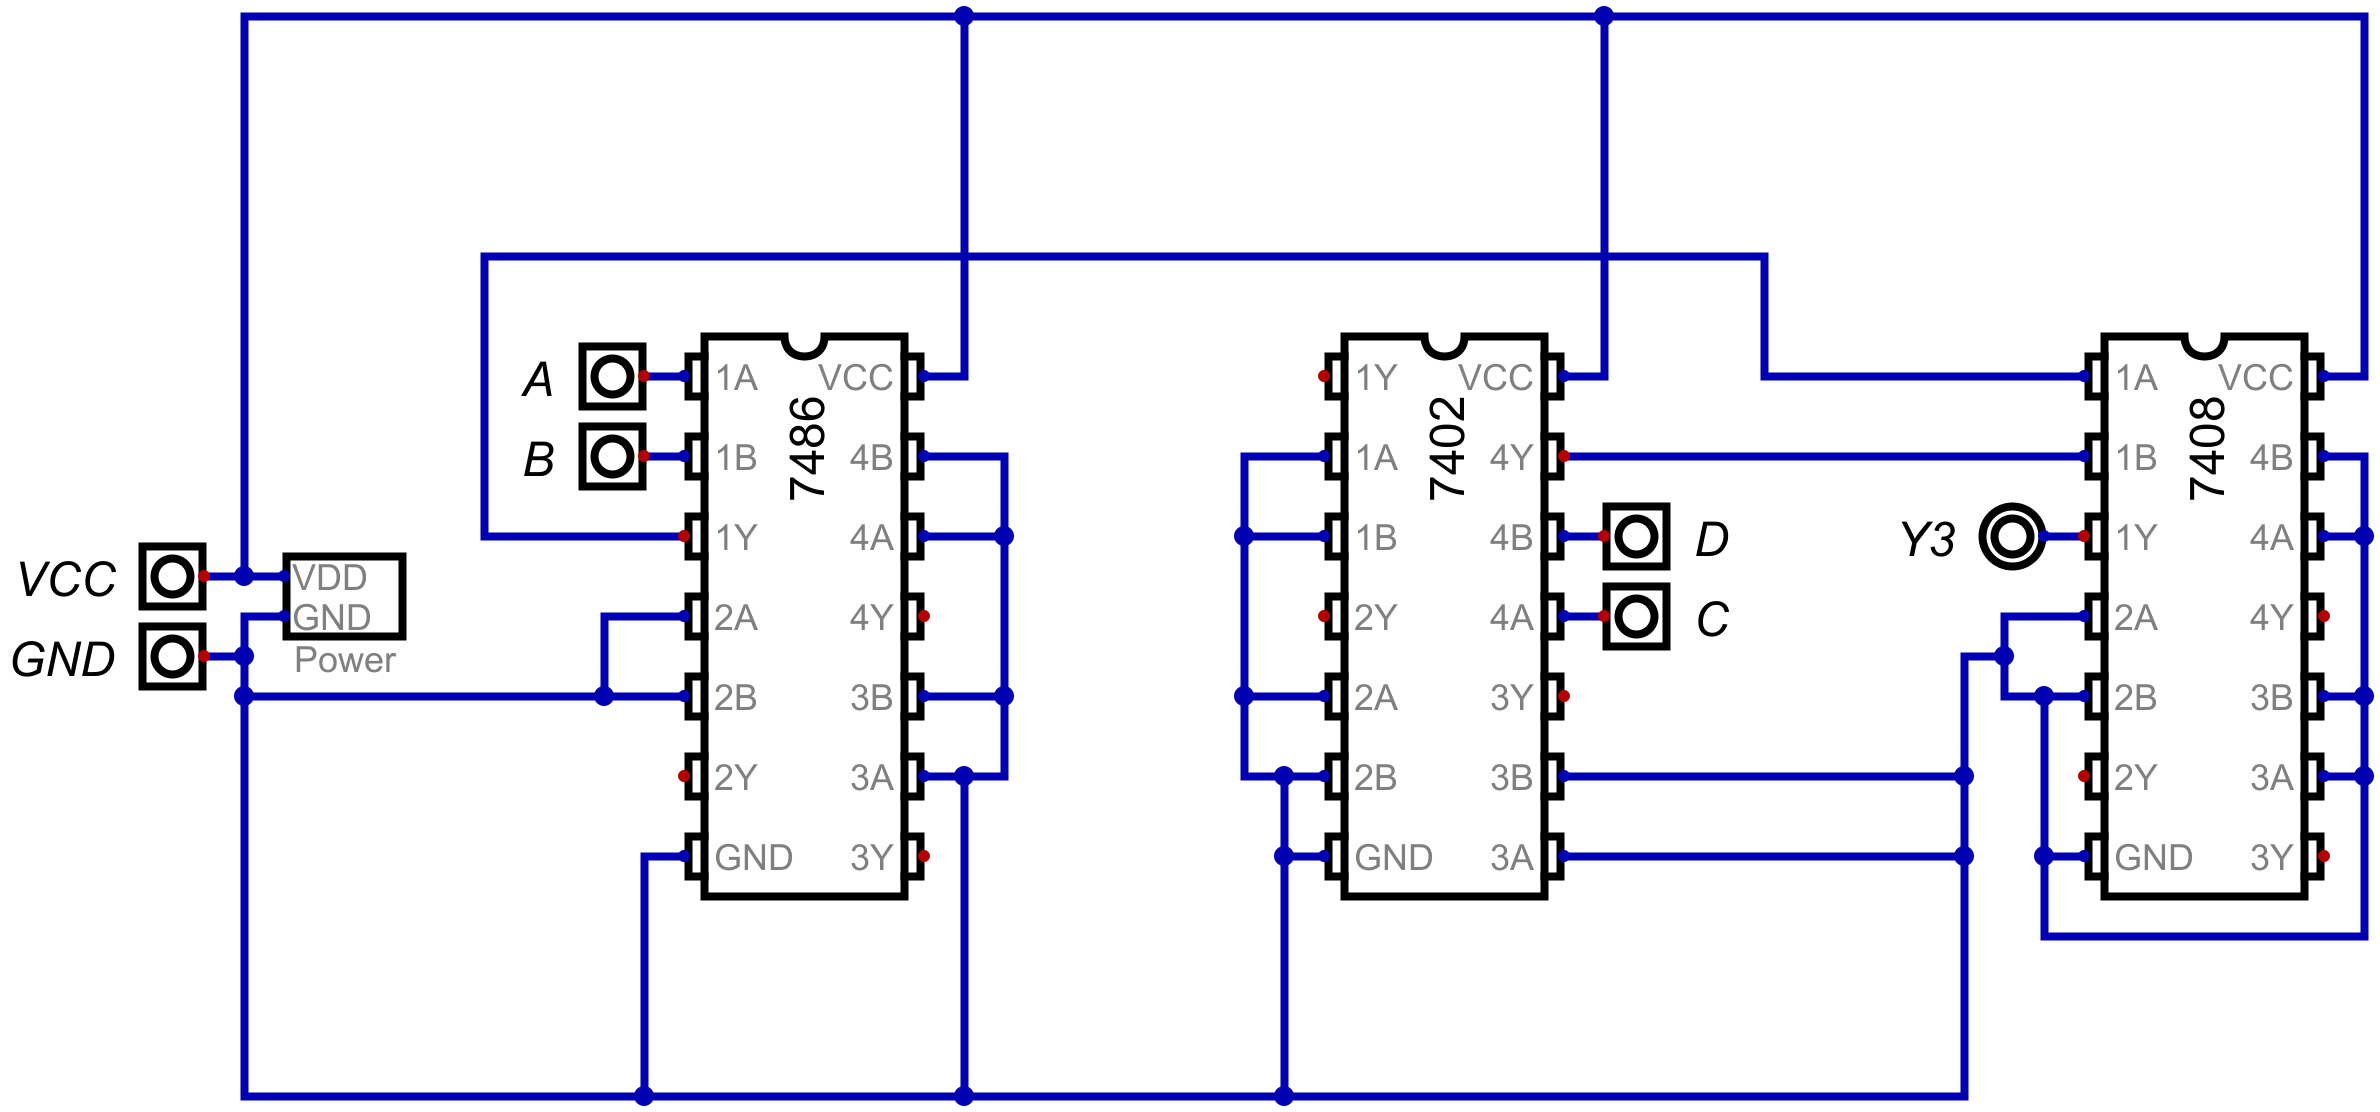 A
B
VCC
GND
VDD
GND
Power
7486
1A VCC
1B 4B
1Y 4A
2A 4Y
2B 3B
2Y 3A
GND 3Y
7402
1Y VCC
1A 4Y
1B 4B
2Y 4A
2A 3Y
2B 3B
GND 3A
D
C
Y3
7408
1A VCC
1B 4B
1Y 4A
2A 4Y
2B 3B
2Y 3A
GND 3Y